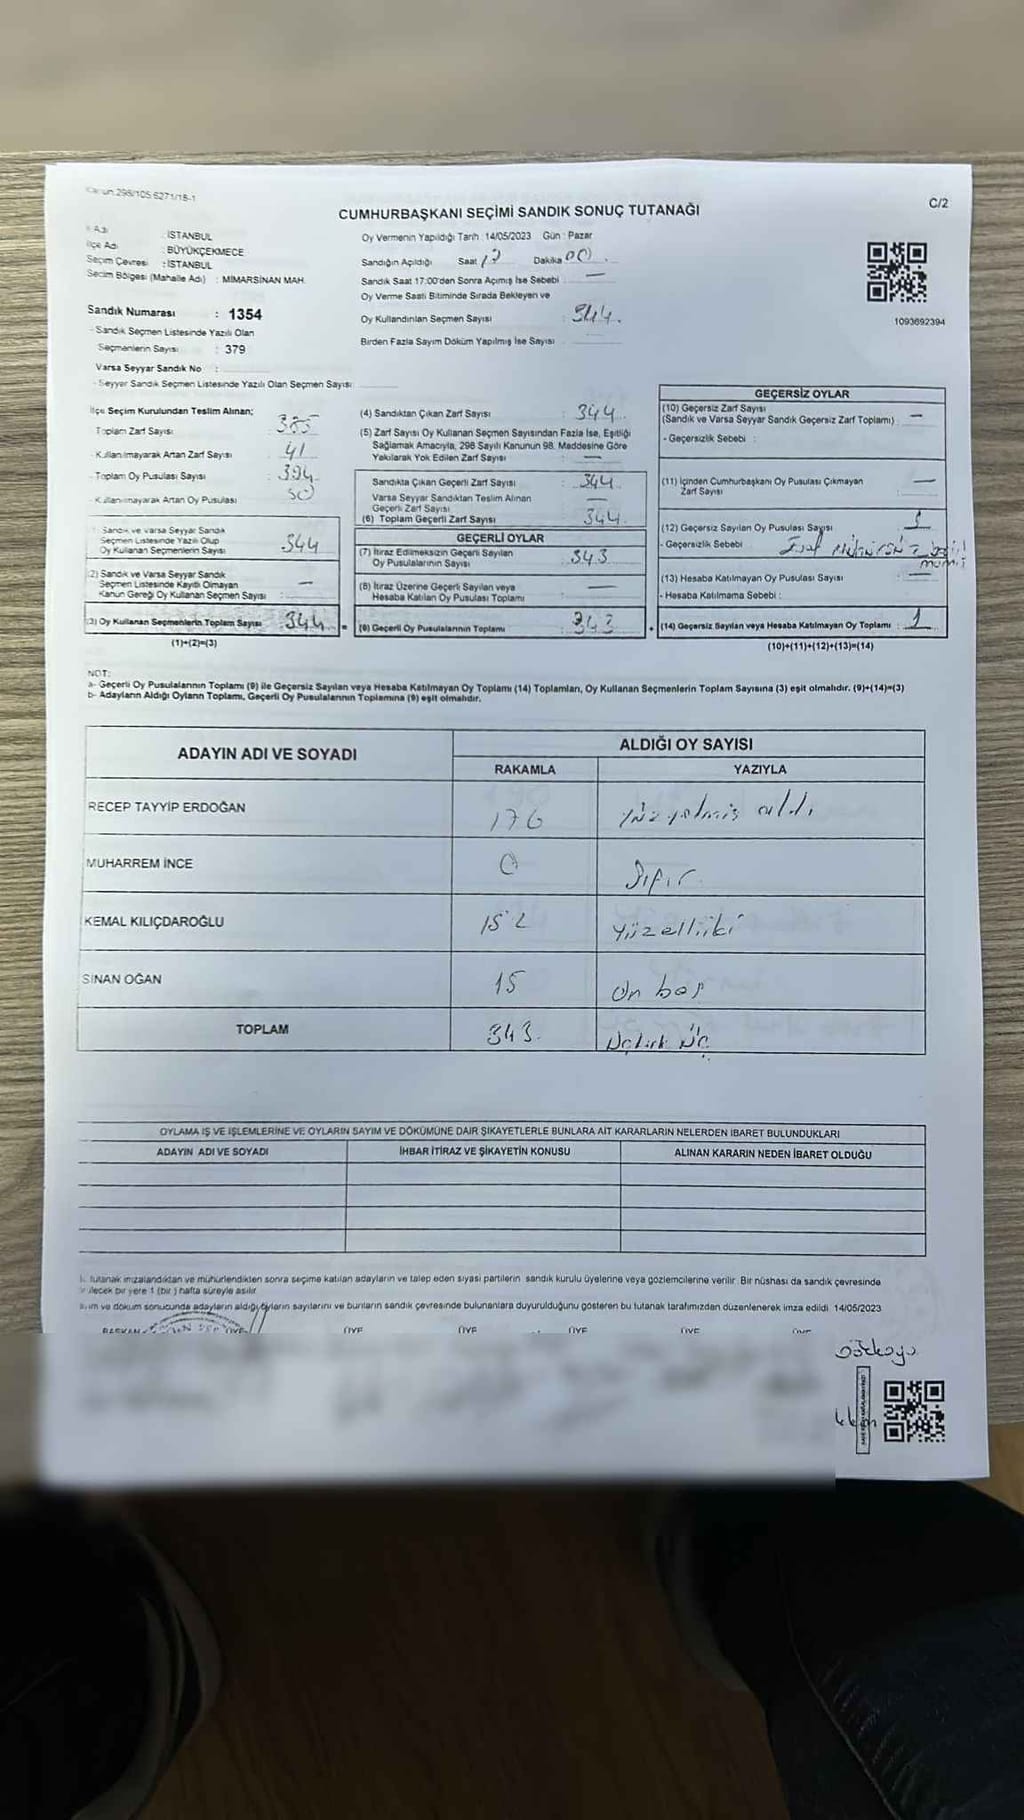 Kanun 298/105 6271/18-1
C/2
CUMHURBAŞKANI SEÇİMİ SANDIK SONUÇ TUTANAĞI
İl Adı : İSTANBUL
İlçe Adı : BÜYÜKÇEKMECE
Seçim Çevresi : İSTANBUL
Seçim Bölgesi (Mahalle Adı) : MİMARSİNAN MAH.
Sandık Numarası : 1354
- Sandık Seçmen Listesinde Yazılı Olan
Seçmenlerin Sayısı : 379
Varsa Seyyar Sandık No :
- Seyyar Sandık Seçmen Listesinde Yazılı Olan Seçmen Sayısı
Oy Vermenin Yapıldığı Tarih : 14/05/2023 Gün : Pazar
Sandığın Açıldığı Saat Dakika 00
Sandık Saat 17:00'den Sonra Açımış İse Sebebi : —
Oy Verme Saati Bitiminde Sırada Bekleyen ve
Oy Kullandırılan Seçmen Sayısı : 344.
Birden Fazla Sayım Döküm Yapılmış İse Sayısı
1093692394
İlçe Seçim Kurulundan Teslim Alınan;
Toplam Zarf Sayısı : 385
- Kullanılmayarak Artan Zarf Sayısı : 41
- Toplam Oy Pusulası Sayısı : 394
- Kullanılmayarak Artan Oy Pusulası : 50
1) Sandık ve Varsa Seyyar Sandık
Seçmen Listesinde Yazılı Olup
Oy Kullanan Seçmenlerin Sayısı : 344
(2) Sandık ve Varsa Seyyar Sandık
Seçmen Listesinde Kayıtlı Olmayan
Kanun Gereği Oy Kullanan Seçmen Sayısı : —
(3) Oy Kullanan Seçmenlerin Toplam Sayısı : 344
(1)+(2)=(3)
(4) Sandıktan Çıkan Zarf Sayısı : 344
(5) Zarf Sayısı Oy Kullanan Seçmen Sayısından Fazla İse, Eşitliği
Sağlamak Amacıyla, 298 Sayılı Kanunun 98. Maddesine Göre
Yakılarak Yok Edilen Zarf Sayısı : —
Sandıkta Çıkan Geçerli Zarf Sayısı : 344
Varsa Seyyar Sandıktan Teslim Alınan
Geçerli Zarf Sayısı : —
(6) Toplam Geçerli Zarf Sayısı : 344
GEÇERLİ OYLAR
(7) İtiraz Edilmeksizin Geçerli Sayılan
Oy Pusulalarının Sayısı : 343
(8) İtiraz Üzerine Geçerli Sayılan veya
Hesaba Katılan Oy Pusulası Toplamı : —
(9) Geçerli Oy Pusulalarının Toplamı : 343
GEÇERSİZ OYLAR
(10) Geçersiz Zarf Sayısı
(Sandık ve Varsa Seyyar Sandık Geçersiz Zarf Toplamı) : —
- Geçersizlik Sebebi :
(11) İçinden Cumhurbaşkanı Oy Pusulası Çıkmayan
Zarf Sayısı : —
(12) Geçersiz Sayılan Oy Pusulası Sayısı : 1
- Geçersizlik Sebebi :
(13) Hesaba Katılmayan Oy Pusulası Sayısı : —
- Hesaba Katılmama Sebebi :
(14) Geçersiz Sayılan veya Hesaba Katılmayan Oy Toplamı : 1
(10)+(11)+(12)+(13)=(14)
NOT:
a- Geçerli Oy Pusulalarının Toplamı (9) ile Geçersiz Sayılan veya Hesaba Katılmayan Oy Toplamı (14) Toplamları, Oy Kullanan Seçmenlerin Toplam Sayısına (3) eşit olmalıdır. (9)+(14)=(3)
b- Adayların Aldığı Oyların Toplamı, Geçerli Oy Pusulalarının Toplamına (9) eşit olmalıdır.
ADAYIN ADI VE SOYADI
ALDIĞI OY SAYISI
RAKAMLA YAZIYLA
RECEP TAYYİP ERDOĞAN 176 yüzyetmiş altı
MUHARREM İNCE 0 Sıfır
KEMAL KILIÇDAROĞLU 152 yüzelliiki
SİNAN OĞAN 15 On beş
TOPLAM 343
OYLAMA İŞ VE İŞLEMLERİNE VE OYLARIN SAYIM VE DÖKÜMÜNE DAİR ŞİKAYETLERLE BUNLARA AİT KARARLARIN NELERDEN İBARET BULUNDUKLARI
ADAYIN ADI VE SOYADI İHBAR İTİRAZ VE ŞİKAYETİN KONUSU ALINAN KARARIN NEDEN İBARET OLDUĞU
tutanak imzalandıktan ve mühürlendikten sonra seçime katılan adayların ve talep eden siyasi partilerin sandık kurulu üyelerine veya gözlemcilerine verilir. Bir nüshası da sandık çevresinde
bir yere 1 (bir) hafta süreyle asılır
ve döküm sonucunda adayların aldığı oyların sayılarını ve bunların sandık çevresinde bulunanlara duyurulduğunu gösteren bu tutanak tarafımızdan düzenlenerek imza edildi 14/05/2023
BAŞKAN ÜYE ÜYE ÜYE ÜYE ÜYE ÜYE